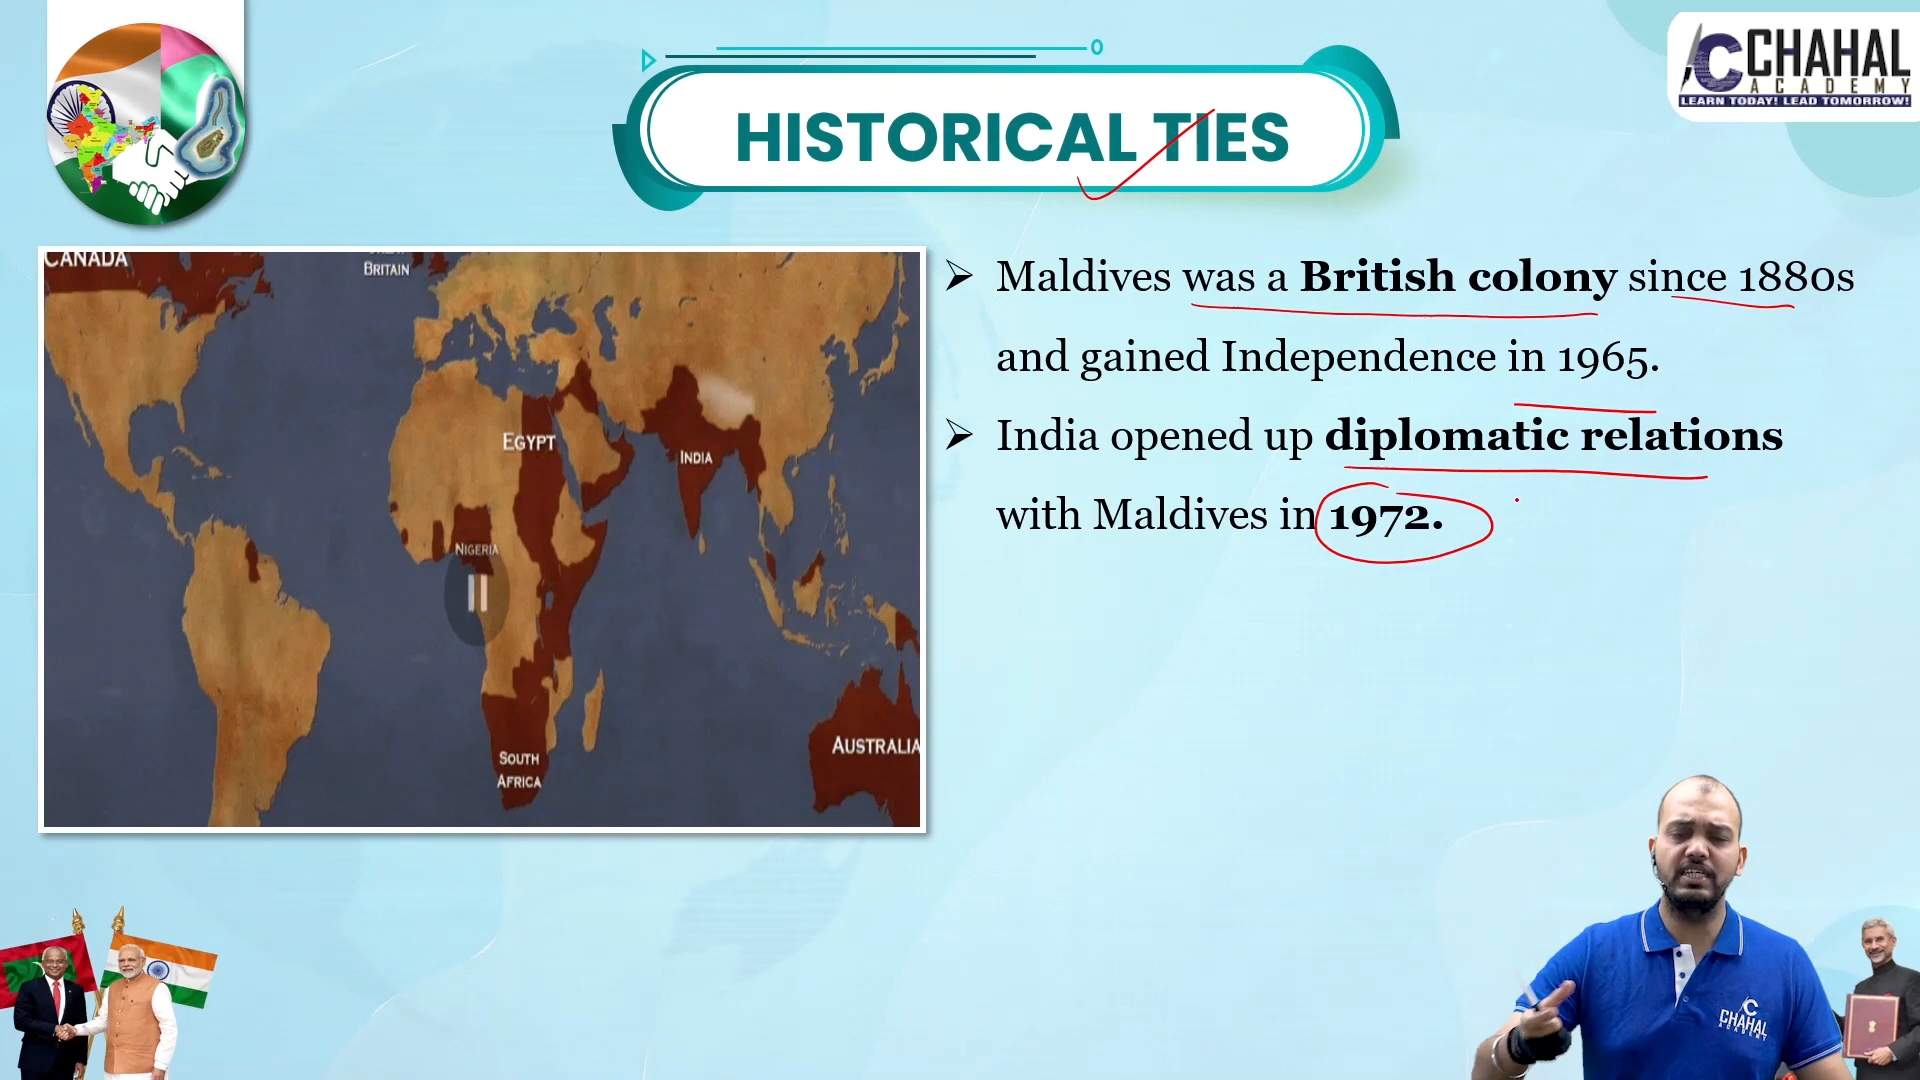 CHAHAL
ACADEMY
LEARN TODAY! LEAD TOMORROW!
HISTORICAL TIES
➢ Maldives was a British colony since 1880s
and gained Independence in 1965.
➢ India opened up diplomatic relations
with Maldives in 1972.
CANADA
BRITAIN
EGYPT
INDIA
NIGERIA
SOUTH
AFRICA
AUSTRALIA
CHAHAL
ACADEMY